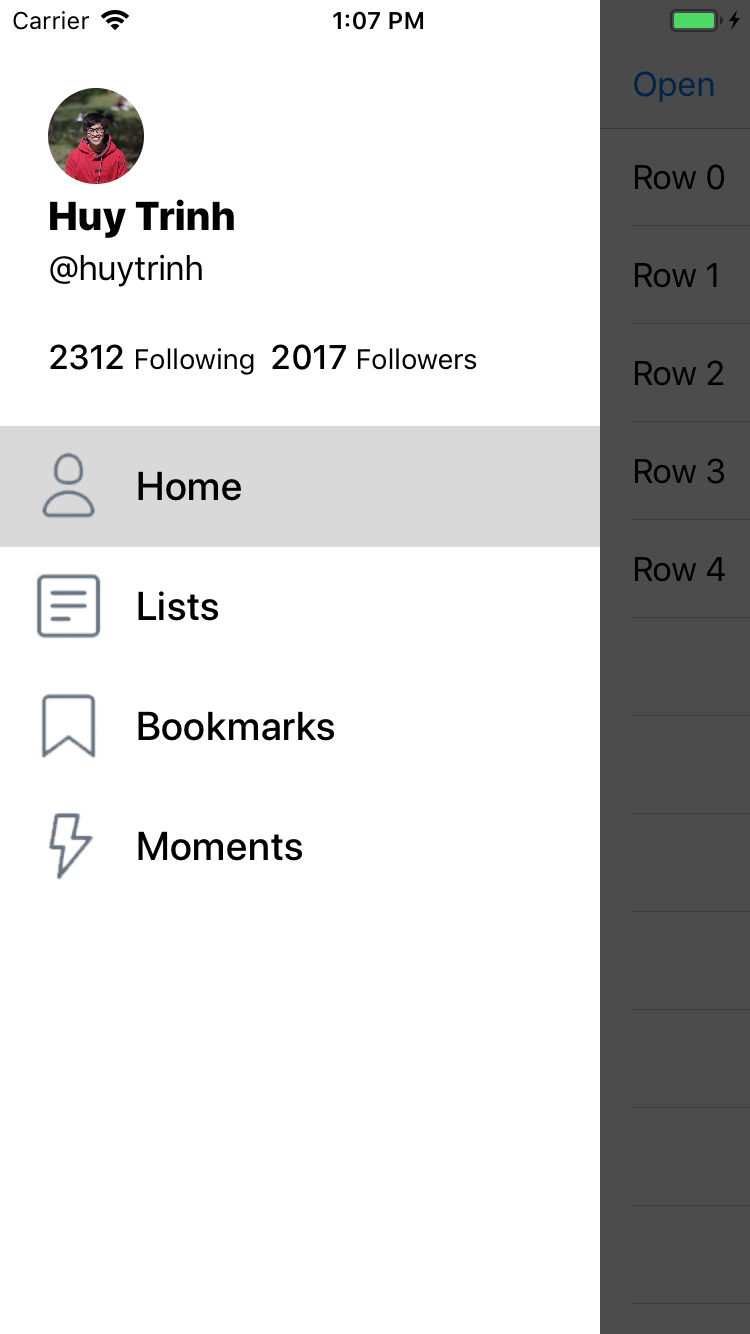 Carrier 1:07 PM
Huy Trinh
@huytrinh
2312 Following 2017 Followers
Home
Lists
Bookmarks
Moments
Open
Row 0
Row 1
Row 2
Row 3
Row 4